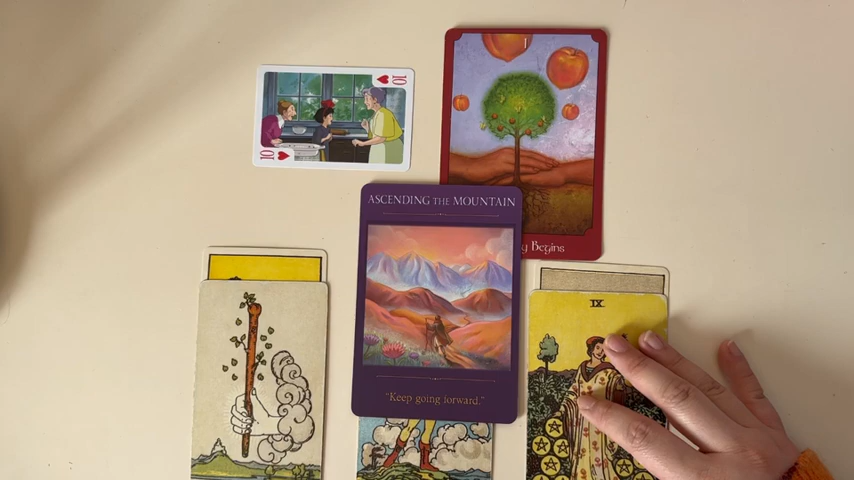 10
10
I
y Begins
ASCENDING THE MOUNTAIN
"Keep going forward."
IX